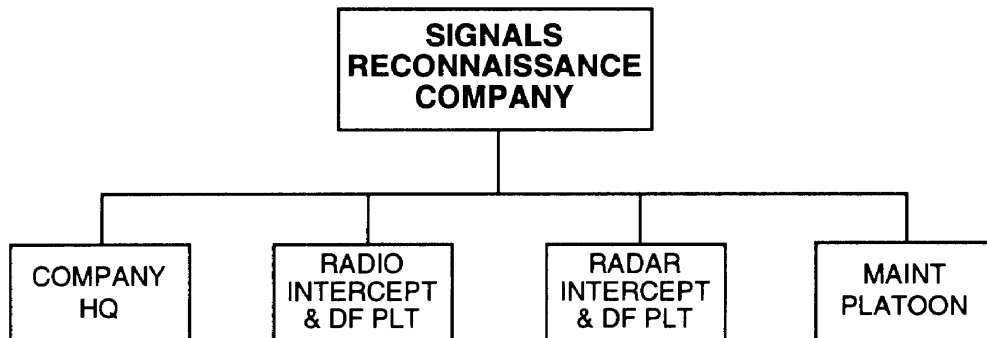 SIGNALS
RECONNAISSANCE
COMPANY
COMPANY
HQ
RADIO
INTERCEPT
& DF PLT
RADAR
INTERCEPT
& DF PLT
MAINT
PLATOON